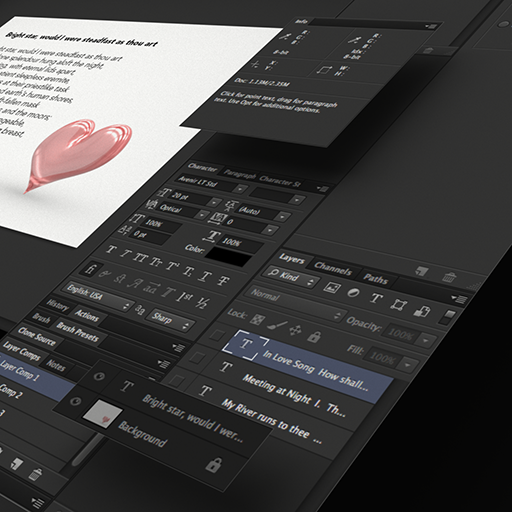 Bright star, would I were steadfast as thou art
star, would I were steadfast as thou art
lone splendour hung aloft the night
with eternal lids apart,
patient sleepless eremite,
at their priestlike task
earth's human shores,
fallen mask
and the moors:
breast,
Info
R
G
B
C
M
Y
K
8-bit
8-bit
X
Y
W
H
Doc: 1.13M/2.35M
Click for point text, drag for paragraph
text. Use Opt for additional options.
Character Paragraph Character St
Avenir LT Std
20 pt (Auto)
Optical 0
100% 100%
0 pt Color:
English: USA Sharp
History Actions
Brush Brush Presets
Clone Source
Layer Comps Notes
Layer Comp 1
Comp 2
3
Layers Channels Paths
Kind
Normal Opacity: 100%
Lock: Fill: 100%
In Love Song How shall...
Meeting at Night I. Th...
My River runs to thee ...
Bright star, would I wer...
Background